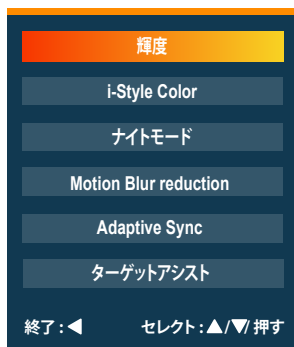 輝度
i-Style Color
ナイトモード
Motion Blur reduction
Adaptive Sync
ターゲットアシスト
終了:◀ セレクト:▲/▼/ 押す